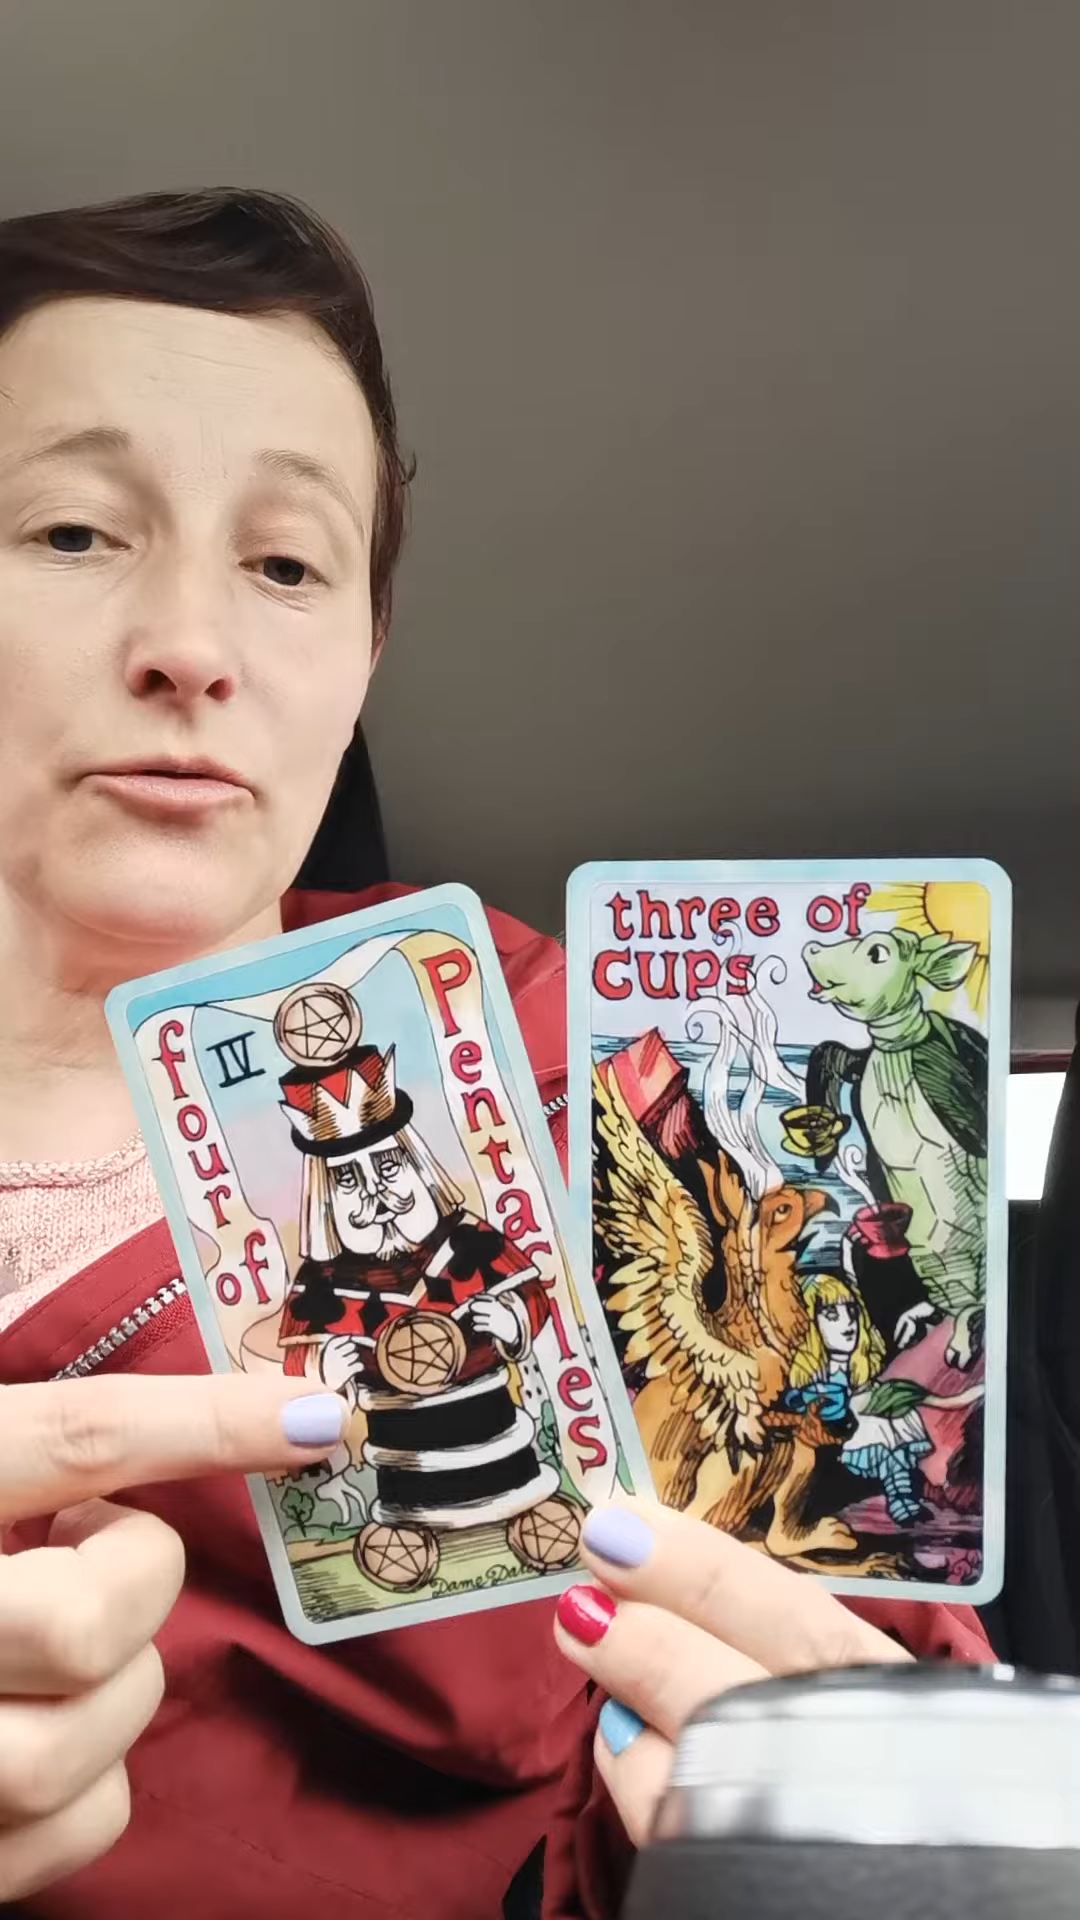 four of
IV
Pentacles
three of
cups